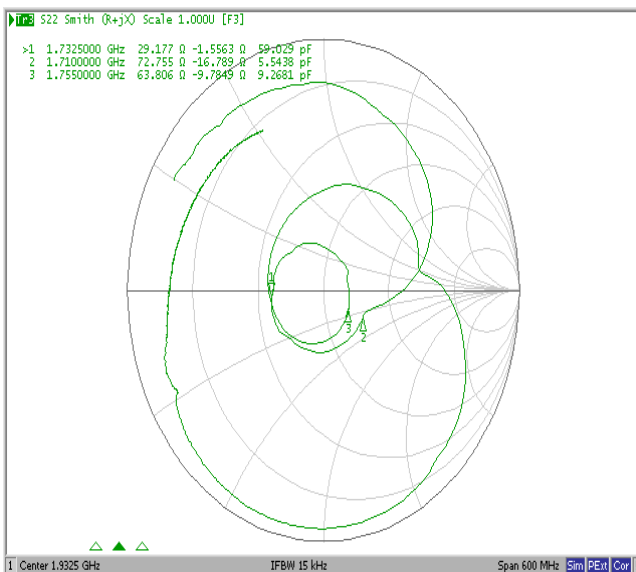 Tr3 S22 Smith (R+jX) Scale 1.000U [F3]
>1 1.7325000 GHz 29.177 Ω -1.5563 Ω 59.029 pF
2 1.7100000 GHz 72.755 Ω -16.789 Ω 5.5438 pF
3 1.7550000 GHz 63.806 Ω -9.7849 Ω 9.2681 pF
1
3
2
1 Center 1.9325 GHz IFBW 15 kHz Span 600 MHz Sim PExt Cor